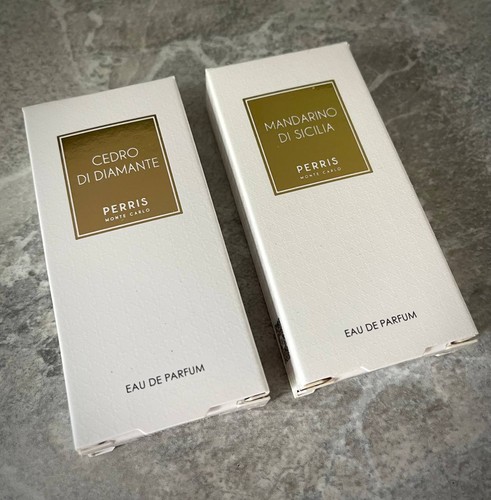 CEDRO
DI DIAMANTE
PERRIS
MONTE CARLO
EAU DE PARFUM
MANDARINO
DI SICILIA
PERRIS
MONTE CARLO
EAU DE PARFUM